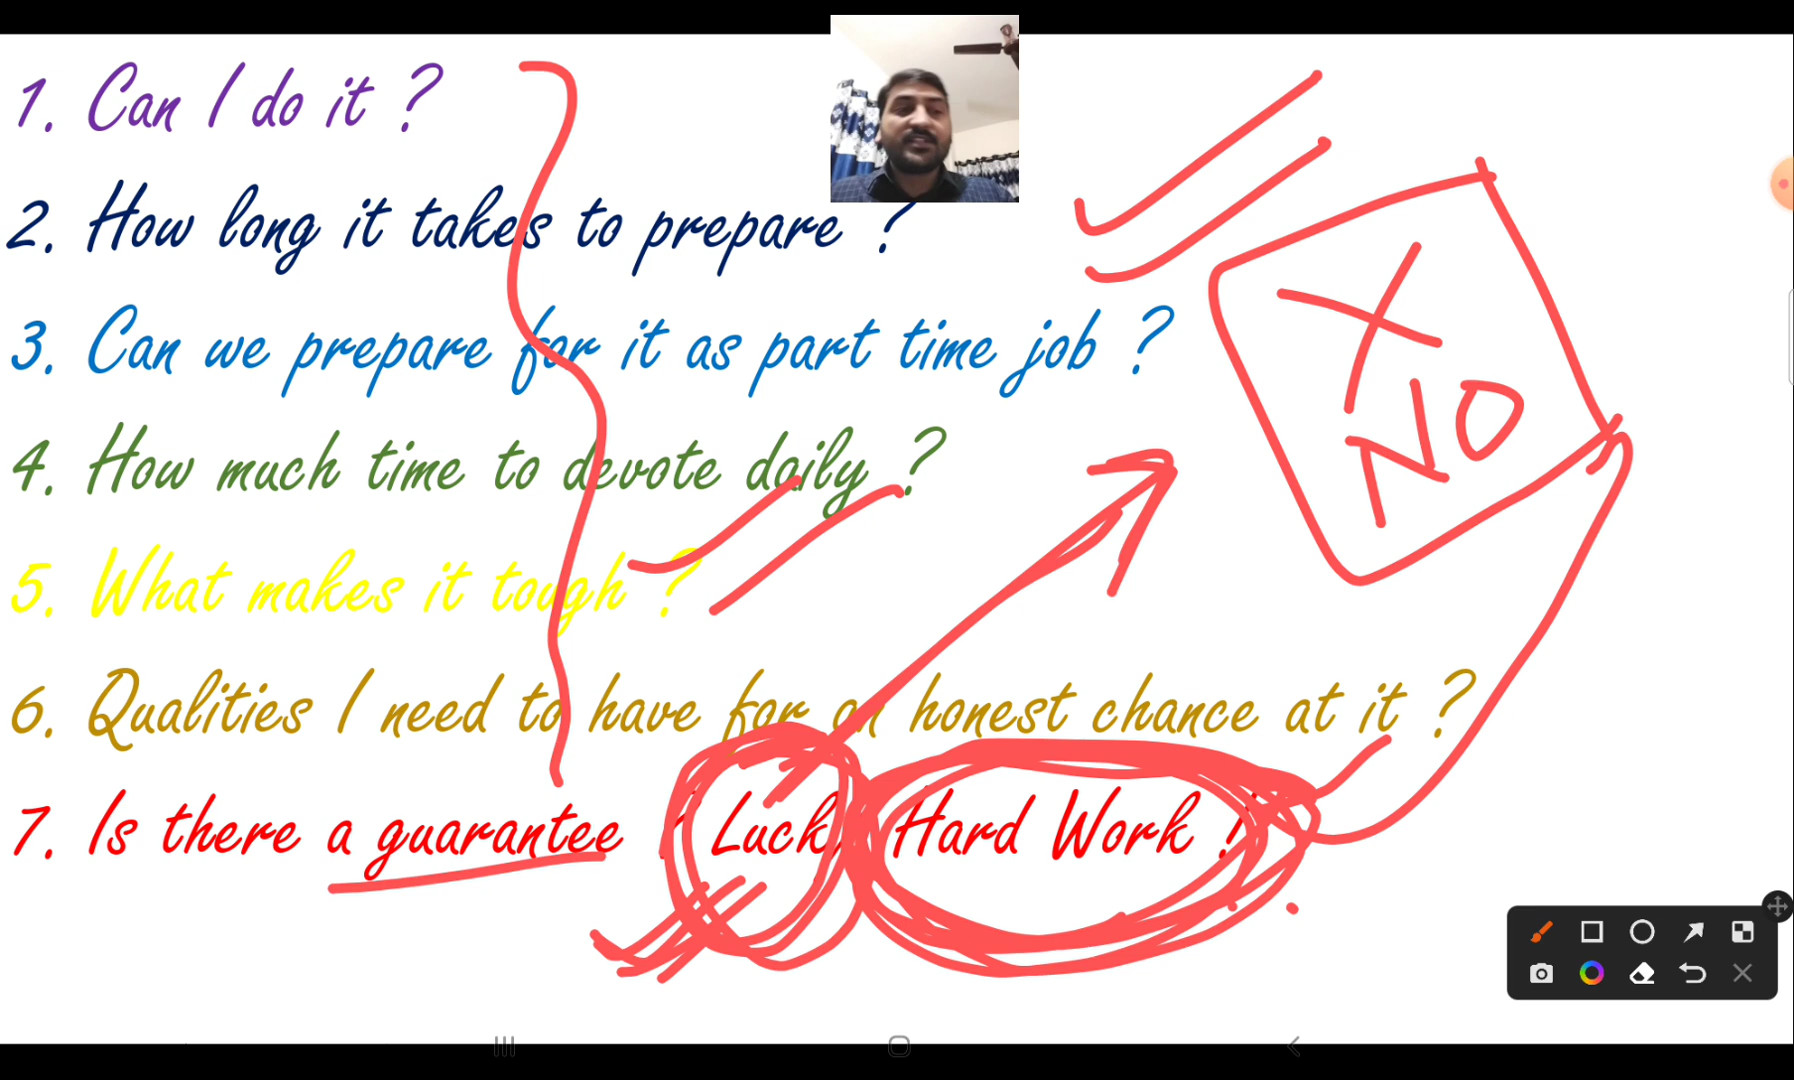 1. Can I do it ?
2. How long it takes to prepare ?
3. Can we prepare for it as part time job ?
4. How much time to devote daily ?
5. What makes it tough ?
6. Qualities I need to have for an honest chance at it ?
7. Is there a guarantee ? Luck/ Hard Work !
X
NO